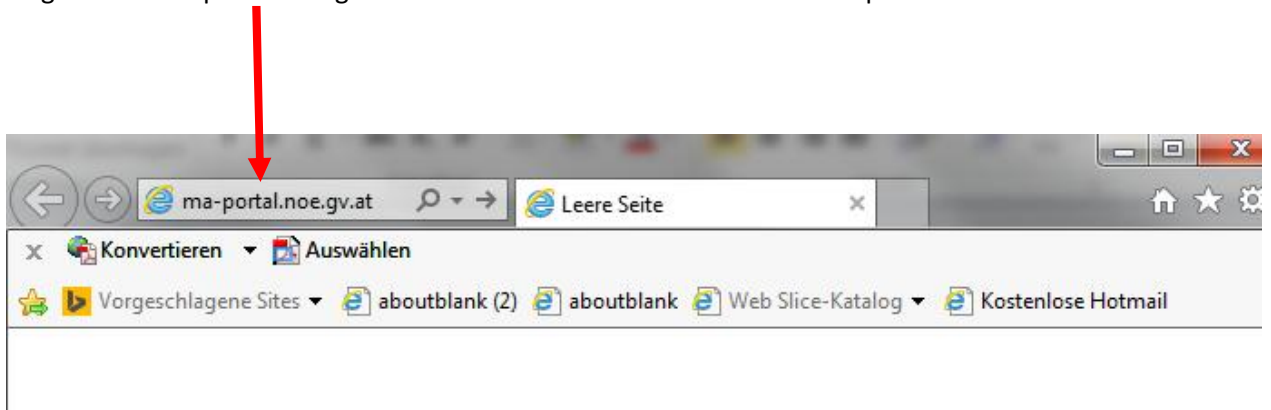 ma-portal.noe.gv.at Leere Seite
Konvertieren Auswählen
Vorgeschlagene Sites aboutblank (2) aboutblank Web Slice-Katalog Kostenlose Hotmail